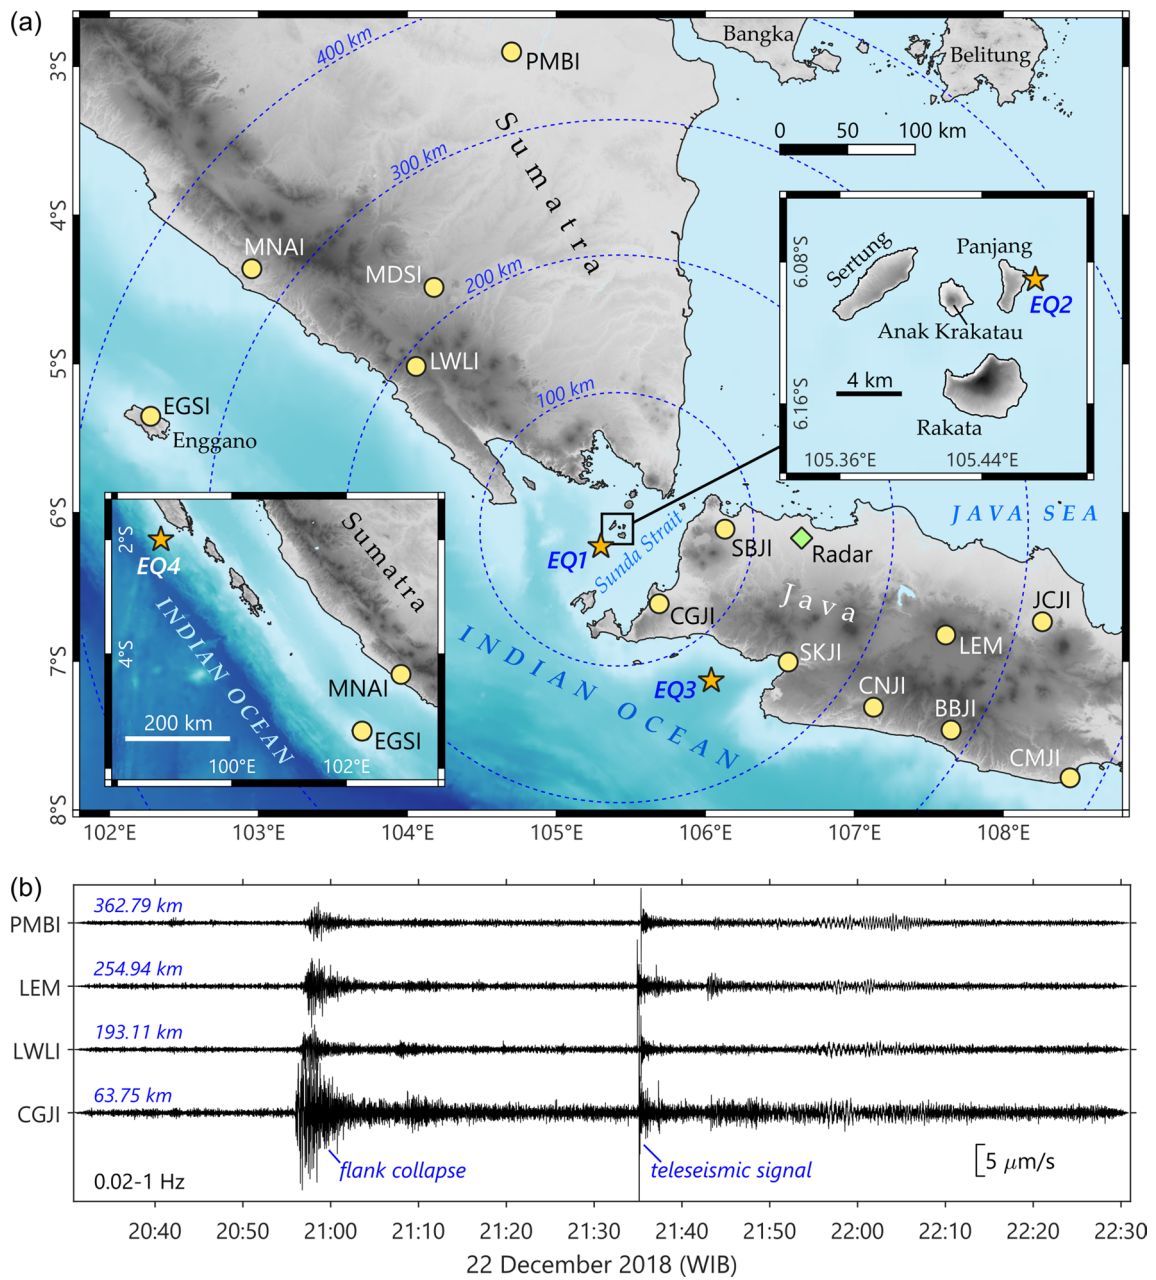 (a)
400 km
PMBI
Bangka
Belitung
3°S
0 50 100 km
Sumatra
300 km
4°S
MNAI
MDSI
200 km
Sertung
Panjang
6.08°S
EQ2
Anak Krakatau
4 km
6.16°S
Rakata
105.36°E 105.44°E
LWLI
5°S
100 km
EGSI
Enggano
6°S
JAVA SEA
EQ1
Sunda Strait
SBJI
Radar
Java
CGJI
JCJI
LEM
SKJI
INDIAN OCEAN
EQ3
CNJI
BBJI
CMJI
7°S
8°S
2°S
EQ4
Sumatra
INDIAN OCEAN
4°S
MNAI
200 km
EGSI
100°E 102°E
102°E 103°E 104°E 105°E 106°E 107°E 108°E
(b)
PMBI 362.79 km
LEM 254.94 km
LWLI 193.11 km
CGJI 63.75 km
flank collapse
teleseismic signal
5 μm/s
0.02-1 Hz
20:40 20:50 21:00 21:10 21:20 21:30 21:40 21:50 22:00 22:10 22:20 22:30
22 December 2018 (WIB)